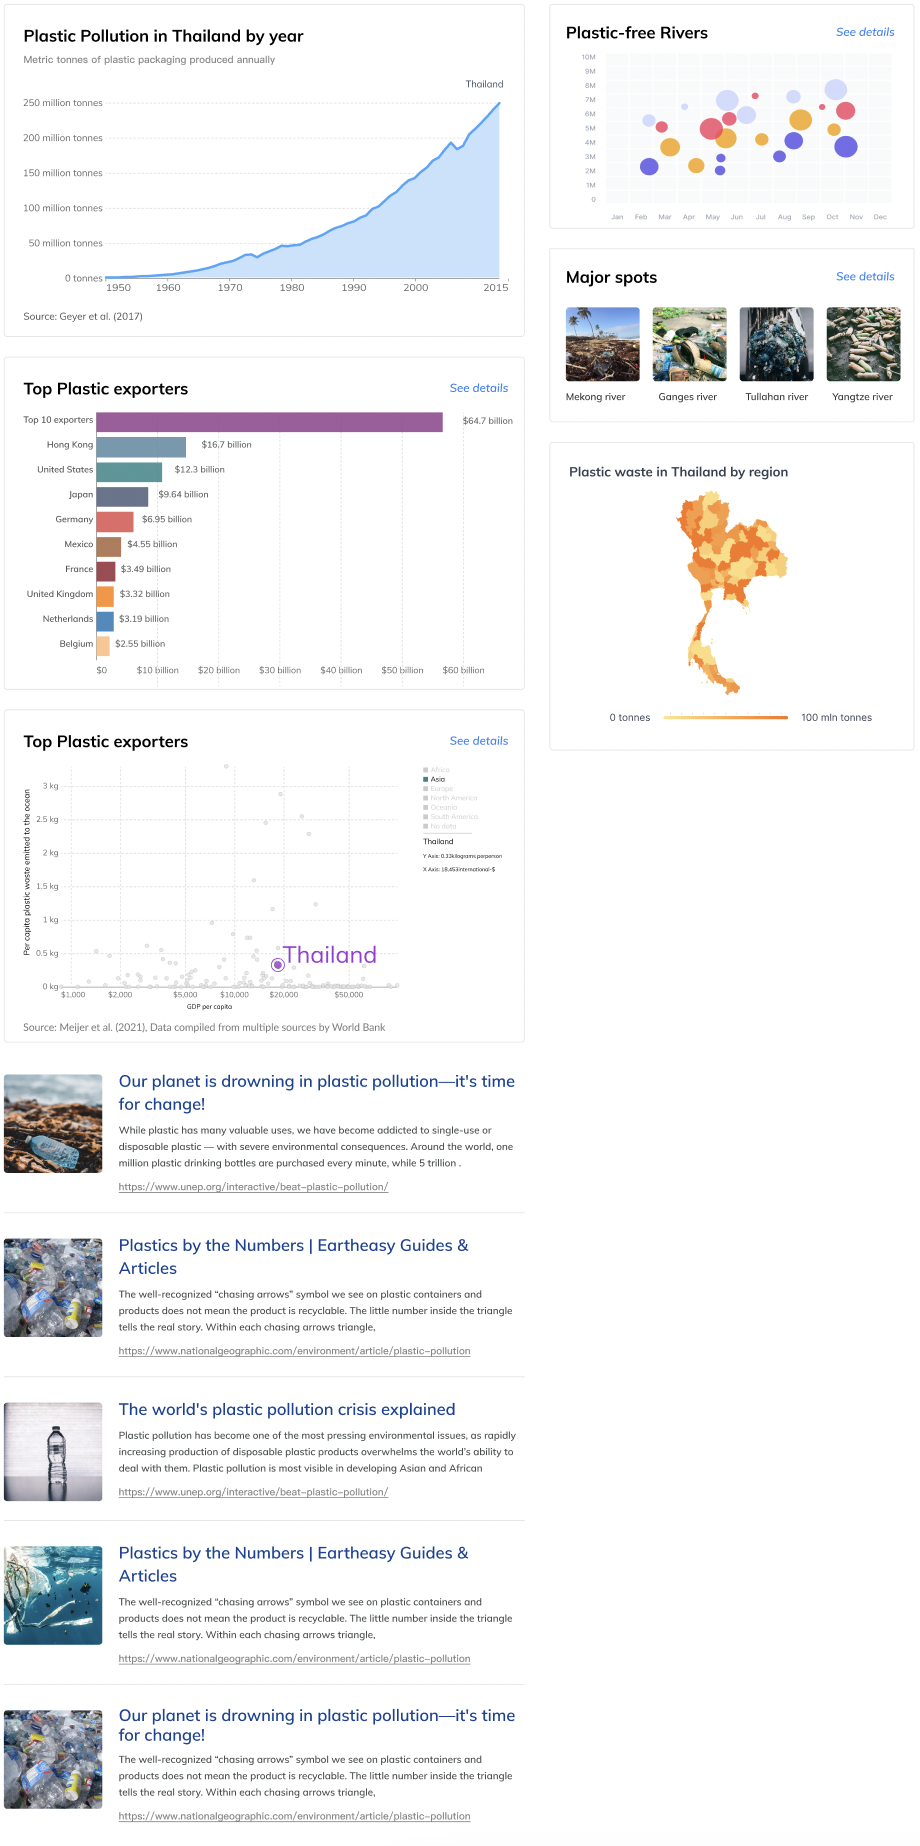 Plastic Pollution in Thailand by year
Metric tonnes of plastic packaging produced annually
Thailand
250 million tonnes
200 million tonnes
150 million tonnes
100 million tonnes
50 million tonnes
0 tonnes
1950 1960 1970 1980 1990 2000 2015
Source: Geyer et al. (2017)
Top Plastic exporters
See details
Top 10 exporters $64.7 billion
Hong Kong $16.7 billion
United States $12.3 billion
Japan $9.64 billion
Germany $6.95 billion
Mexico $4.55 billion
France $3.49 billion
United Kingdom $3.32 billion
Netherlands $3.19 billion
Belgium $2.55 billion
$0 $10 billion $20 billion $30 billion $40 billion $50 billion $60 billion
Top Plastic exporters
See details
Per capita plastic waste emitted to the ocean
3 kg
2.5 kg
2 kg
1.5 kg
1 kg
0.5 kg
0 kg
$1,000 $2,000 $5,000 $10,000 $20,000 $50,000
GDP per capita
Thailand
Africa
Asia
Europe
North America
Oceania
South America
No data
Thailand
Y Axis: 0.33kilograms perperson
X Axis: 18,453international-$
Source: Meijer et al. (2021), Data compiled from multiple sources by World Bank
Our planet is drowning in plastic pollution—it's time
for change!
While plastic has many valuable uses, we have become addicted to single-use or
disposable plastic — with severe environmental consequences. Around the world, one
million plastic drinking bottles are purchased every minute, while 5 trillion .
https://www.unep.org/interactive/beat-plastic-pollution/
Plastics by the Numbers | Eartheasy Guides &
Articles
The well-recognized “chasing arrows” symbol we see on plastic containers and
products does not mean the product is recyclable. The little number inside the triangle
tells the real story. Within each chasing arrows triangle,
https://www.nationalgeographic.com/environment/article/plastic-pollution
The world's plastic pollution crisis explained
Plastic pollution has become one of the most pressing environmental issues, as rapidly
increasing production of disposable plastic products overwhelms the world’s ability to
deal with them. Plastic pollution is most visible in developing Asian and African
https://www.unep.org/interactive/beat-plastic-pollution/
Plastics by the Numbers | Eartheasy Guides &
Articles
The well-recognized “chasing arrows” symbol we see on plastic containers and
products does not mean the product is recyclable. The little number inside the triangle
tells the real story. Within each chasing arrows triangle,
https://www.nationalgeographic.com/environment/article/plastic-pollution
Our planet is drowning in plastic pollution—it's time
for change!
The well-recognized “chasing arrows” symbol we see on plastic containers and
products does not mean the product is recyclable. The little number inside the triangle
tells the real story. Within each chasing arrows triangle,
https://www.nationalgeographic.com/environment/article/plastic-pollution
Plastic-free Rivers
See details
10M
9M
8M
7M
6M
5M
4M
3M
2M
1M
0
Jan Feb Mar Apr May Jun Jul Aug Sep Oct Nov Dec
Major spots
See details
Mekong river Ganges river Tullahan river Yangtze river
Plastic waste in Thailand by region
0 tonnes 100 mln tonnes